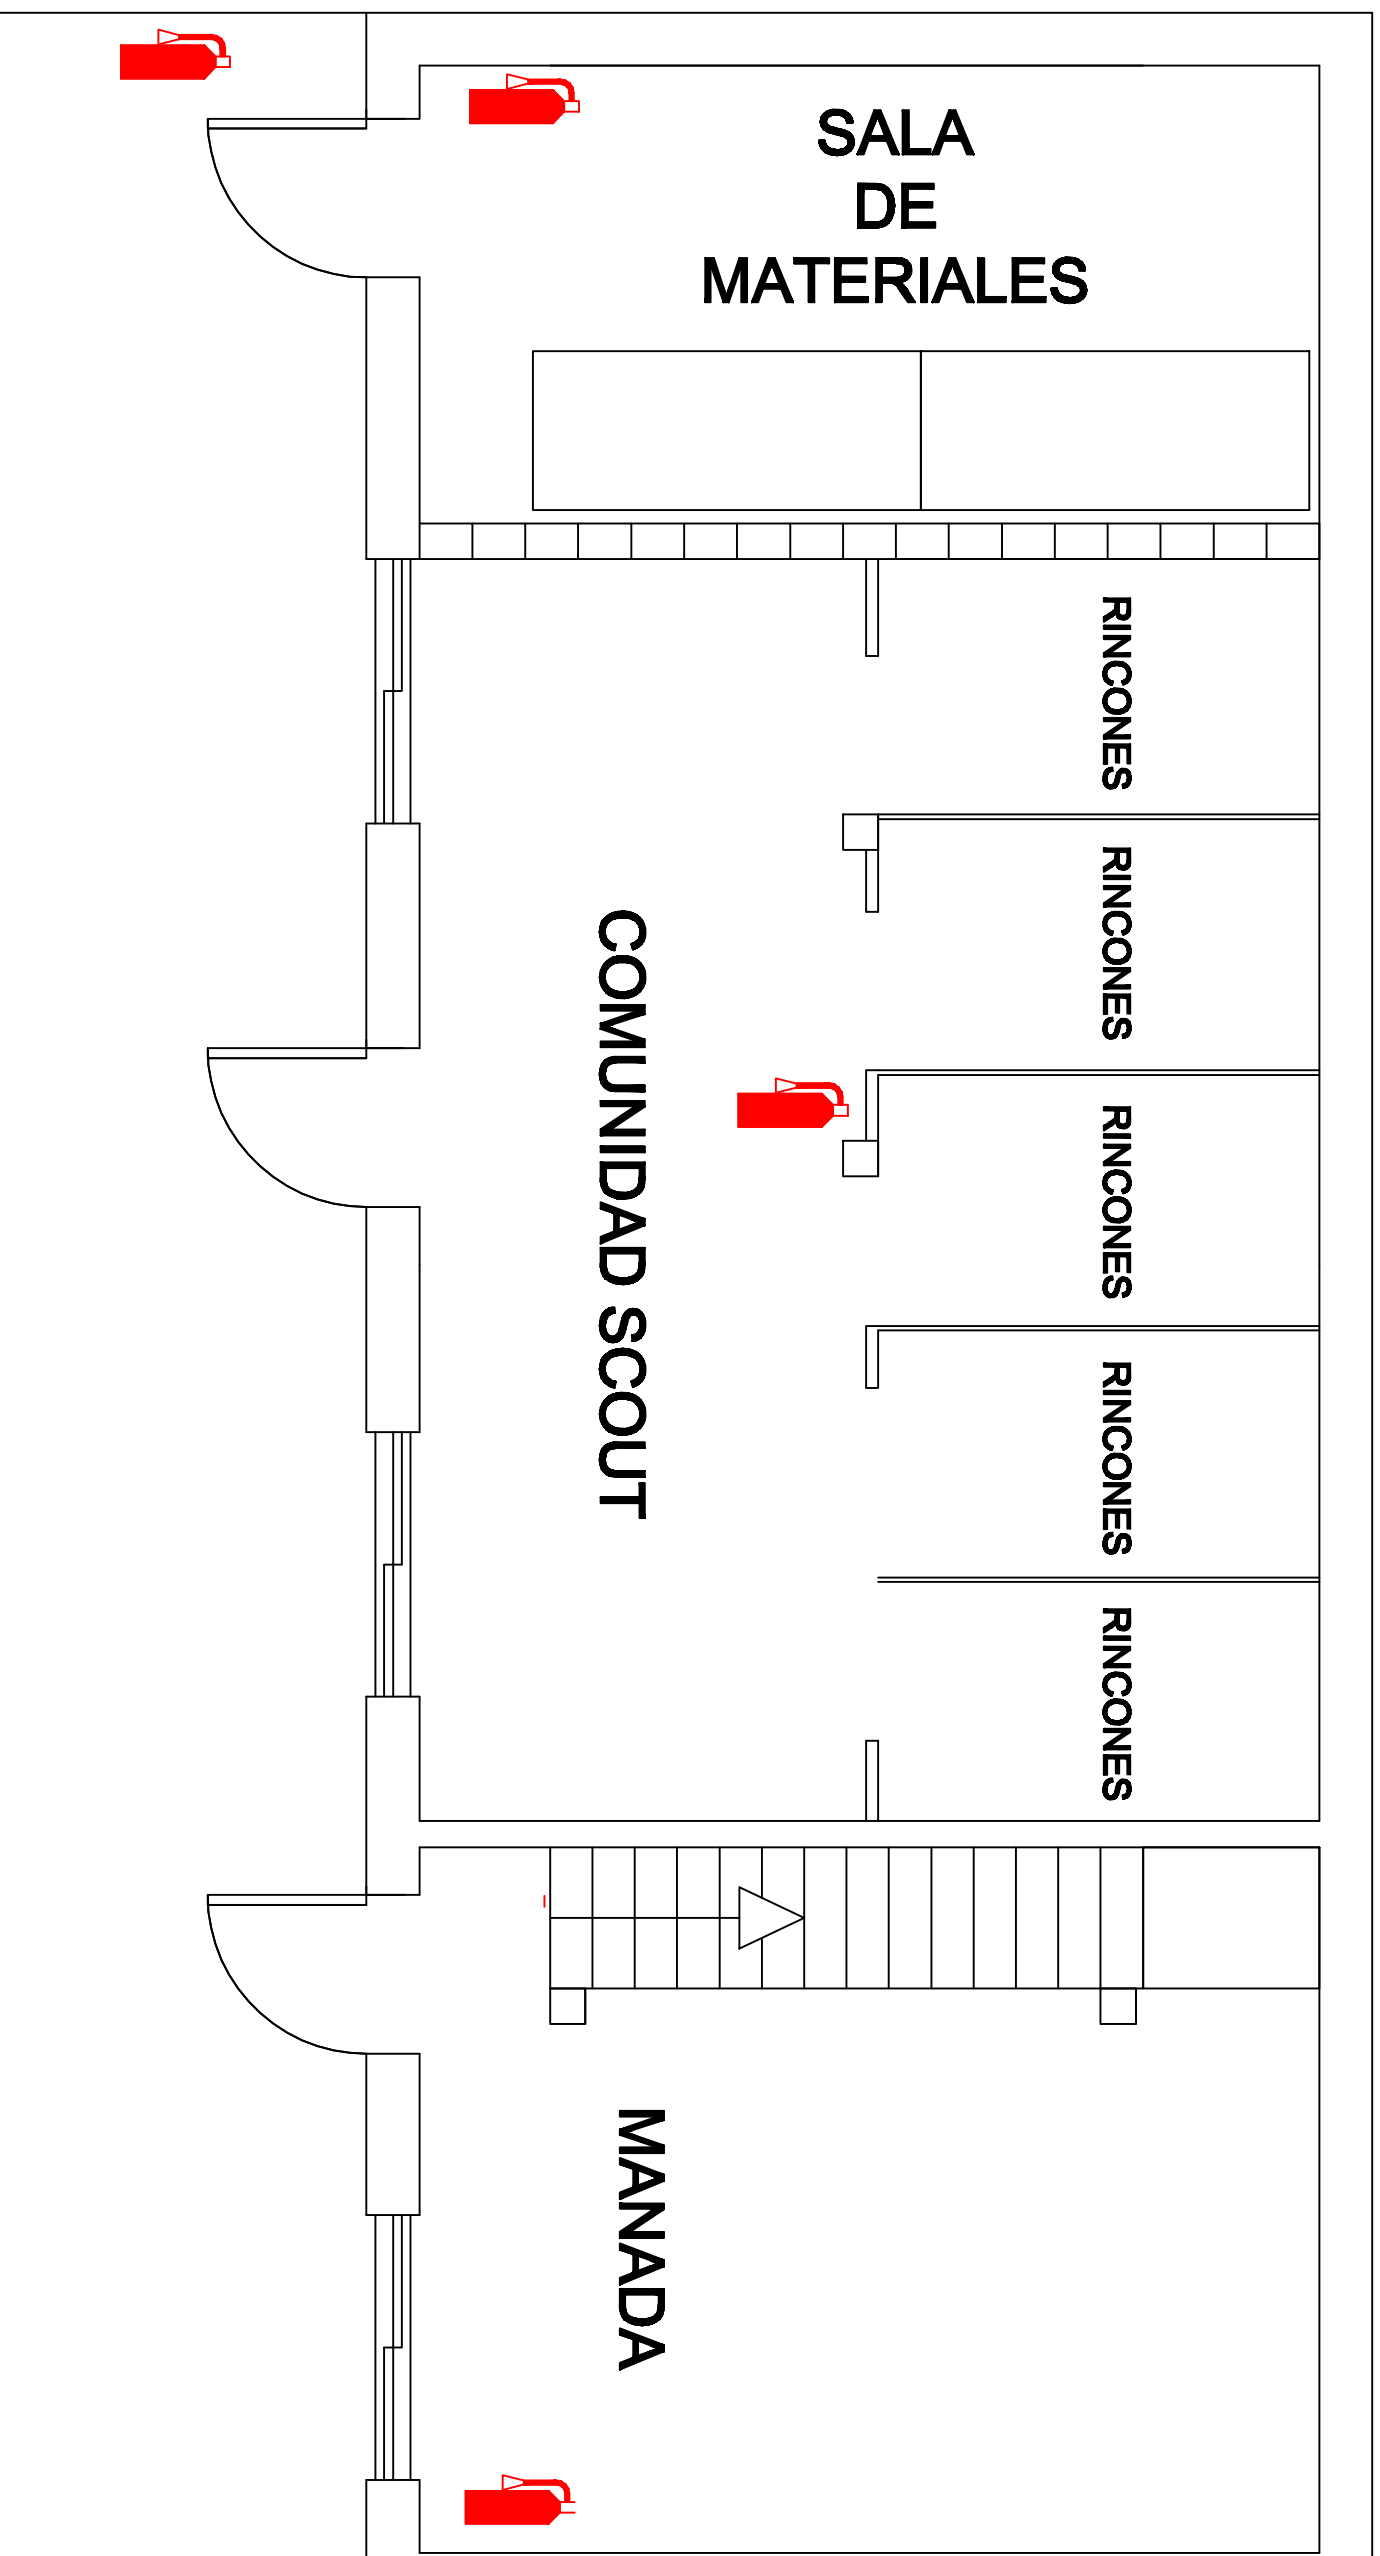 SALA
DE
MATERIALES
RINCONES
RINCONES
COMUNIDAD SCOUT
RINCONES
RINCONES
RINCONES
MANADA